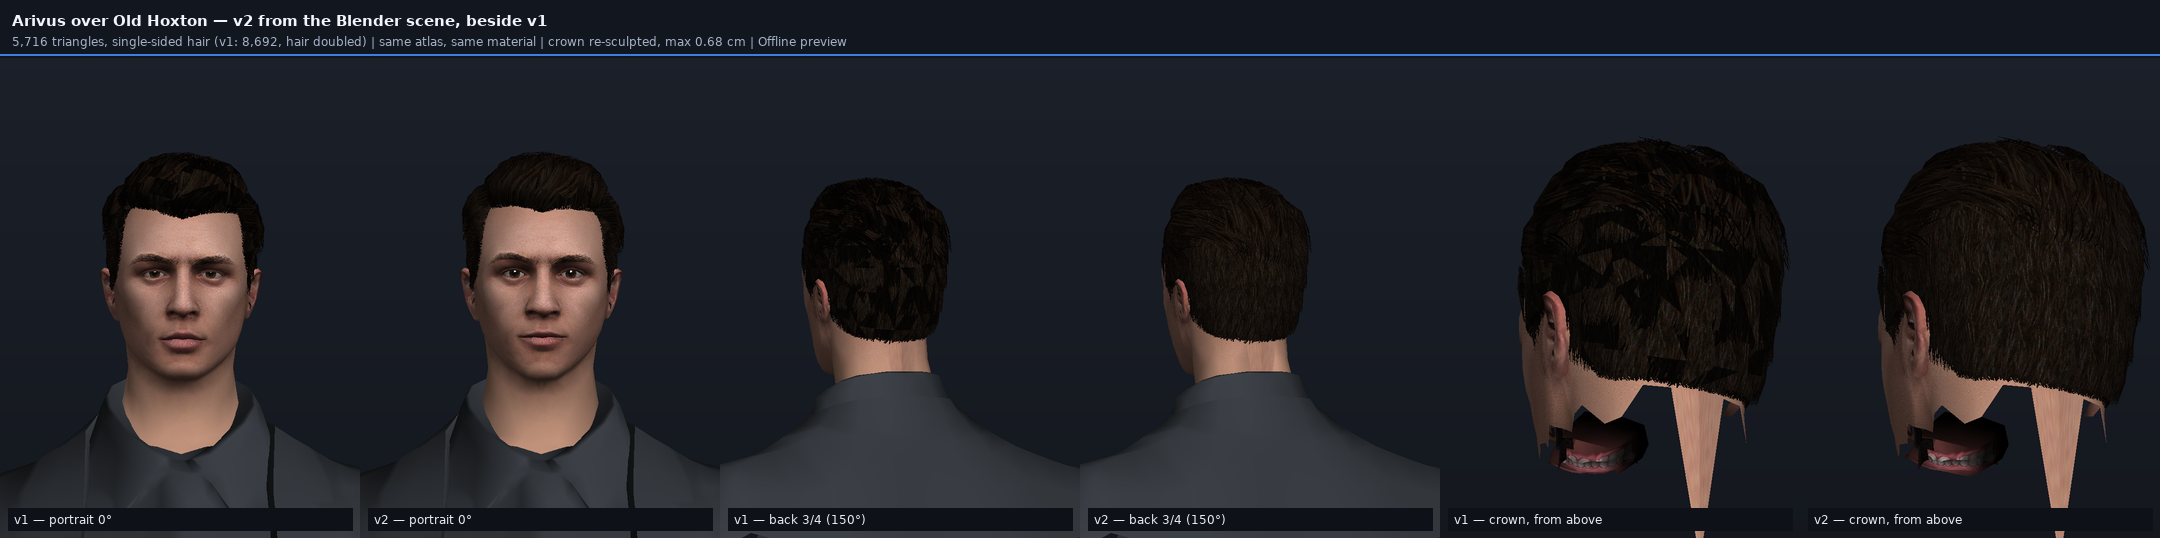 Arivus over Old Hoxton — v2 from the Blender scene, beside v1
5,716 triangles, single-sided hair (v1: 8,692, hair doubled) | same atlas, same material | crown re-sculpted, max 0.68 cm | Offline preview
v1 — portrait 0°
v2 — portrait 0°
v1 — back 3/4 (150°)
v2 — back 3/4 (150°)
v1 — crown, from above
v2 — crown, from above